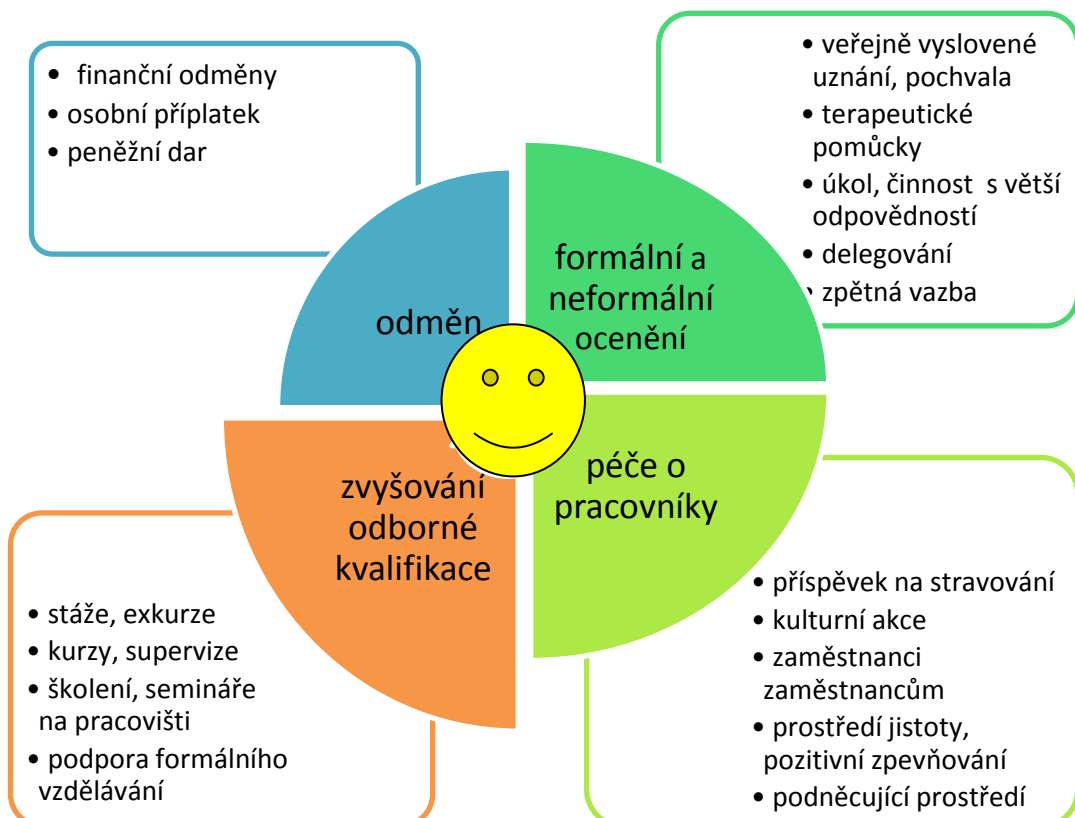 • finanční odměny
• osobní příplatek
• peněžní dar
• veřejně vyslovené
uznání, pochvala
• terapeutické
pomůcky
• úkol, činnost s větší
odpovědností
• delegování
• zpětná vazba
odměn
formální a
neformální
ocenění
zvyšování
odborné
kvalifikace
péče o
pracovníky
• stáže, exkurze
• kurzy, supervize
• školení, semináře
na pracovišti
• podpora formálního
vzdělávání
• příspěvek na stravování
• kulturní akce
• zaměstnanci
zaměstnancům
• prostředí jistoty,
pozitivní zpevňování
• podněcující prostředí